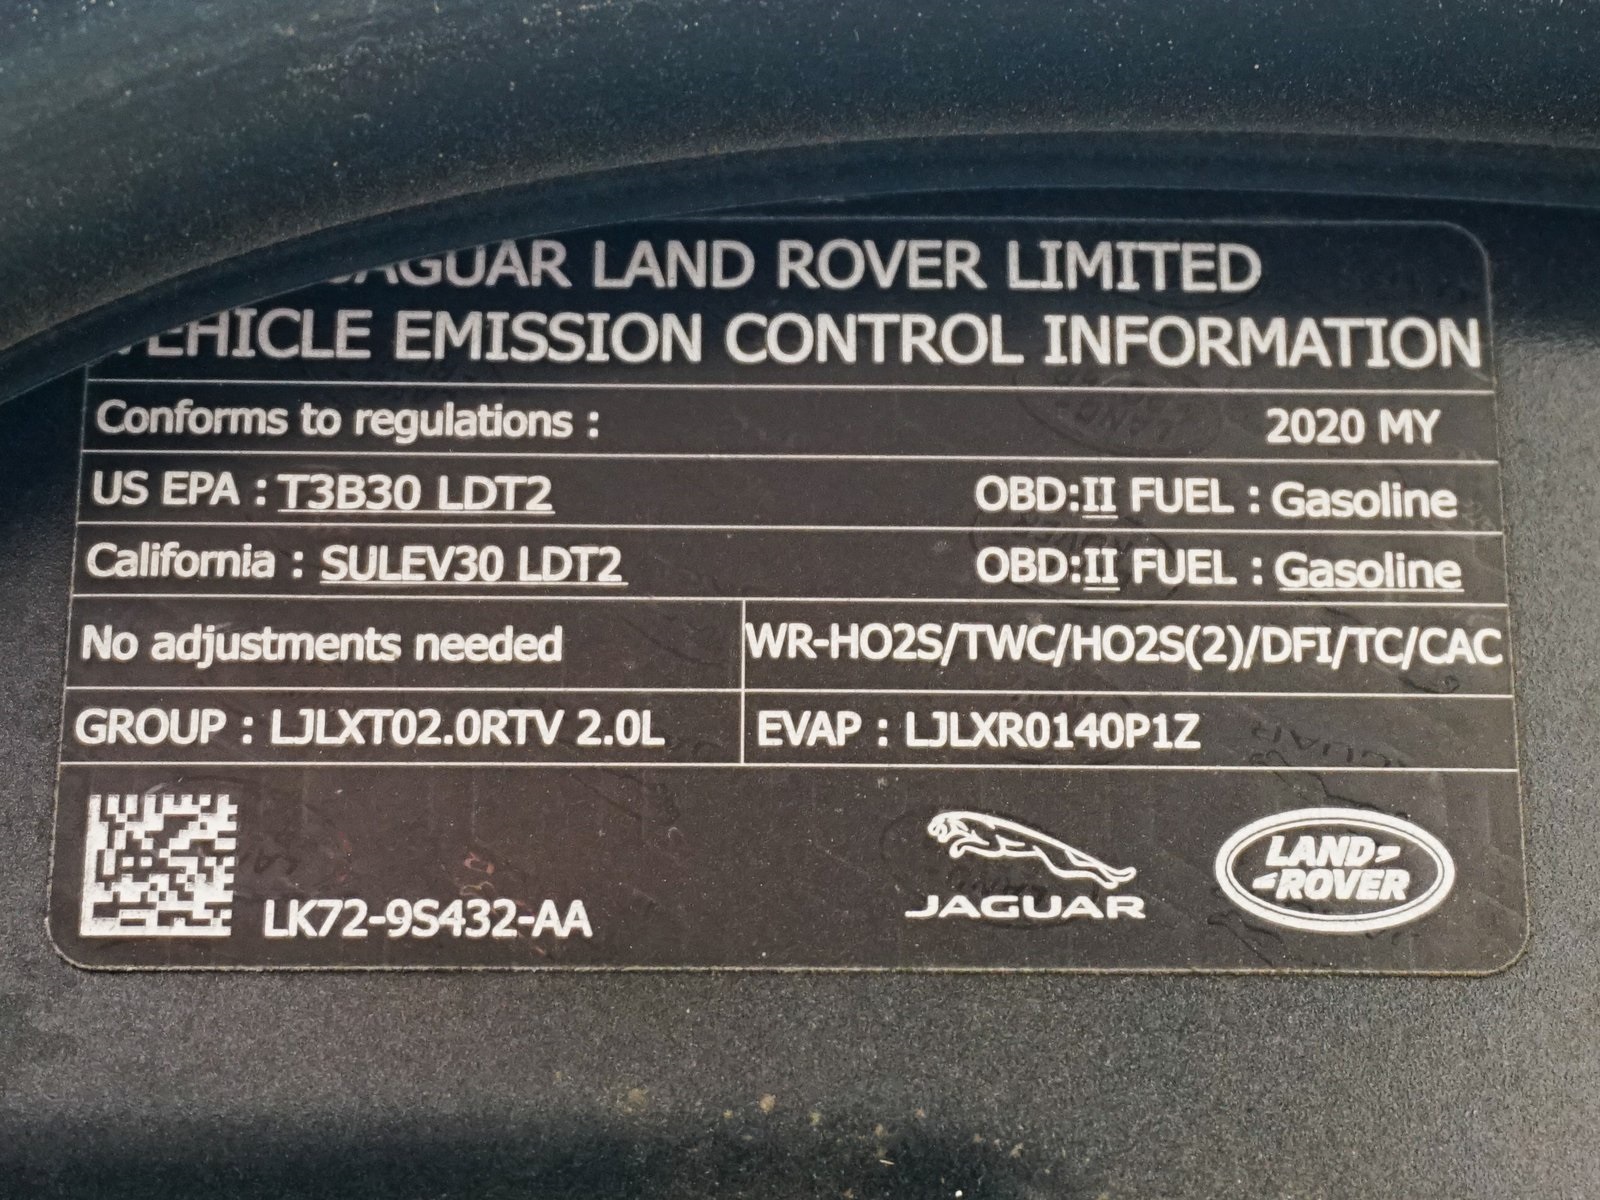 JAGUAR LAND ROVER LIMITED
VEHICLE EMISSION CONTROL INFORMATION
Conforms to regulations : 2020 MY
US EPA : T3B30 LDT2 OBD:II FUEL : Gasoline
California : SULEV30 LDT2 OBD:II FUEL : Gasoline
No adjustments needed WR-HO2S/TWC/HO2S(2)/DFI/TC/CAC
GROUP : LJLXT02.0RTV 2.0L EVAP : LJLXR0140P1Z
LK72-9S432-AA
JAGUAR
LAND-
-ROVER